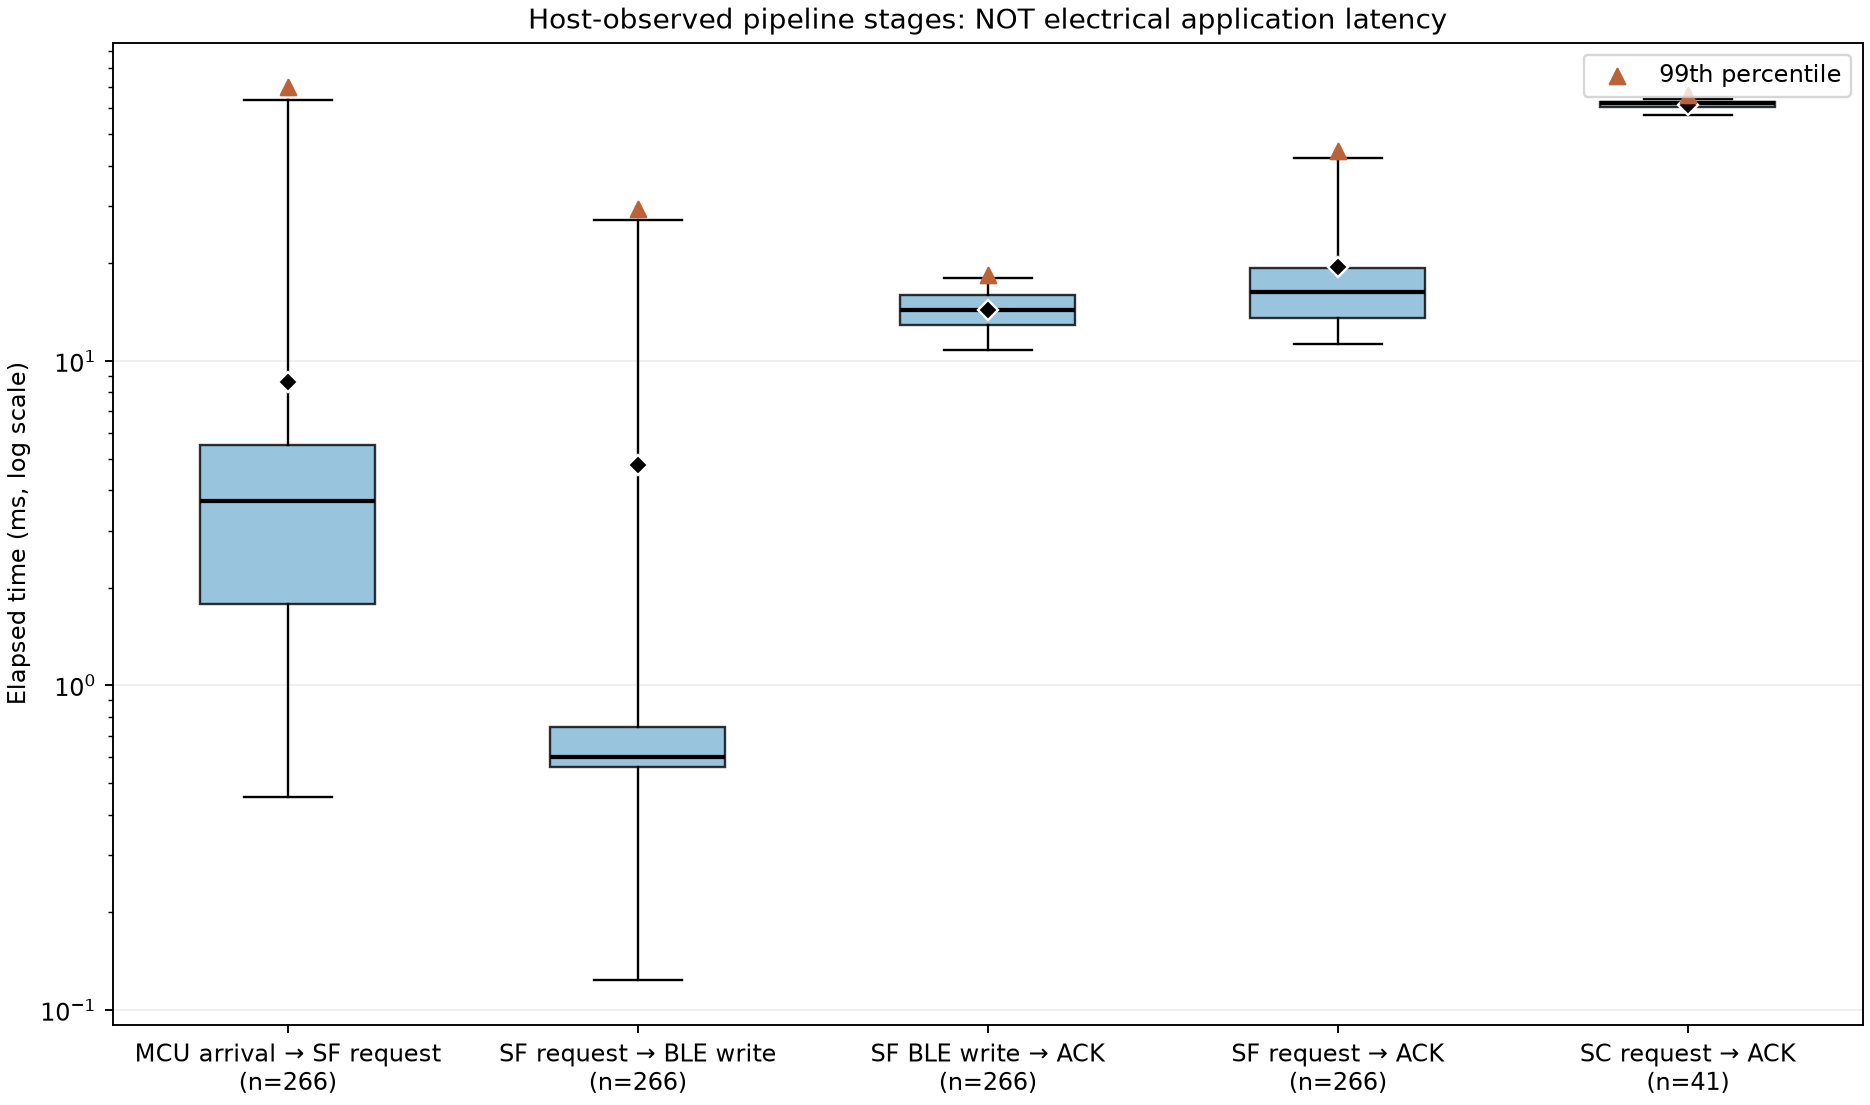 Host-observed pipeline stages: NOT electrical application latency
99th percentile
Elapsed time (ms, log scale)
10¹
10⁰
10⁻¹
MCU arrival → SF request
(n=266)
SF request → BLE write
(n=266)
SF BLE write → ACK
(n=266)
SF request → ACK
(n=266)
SC request → ACK
(n=41)